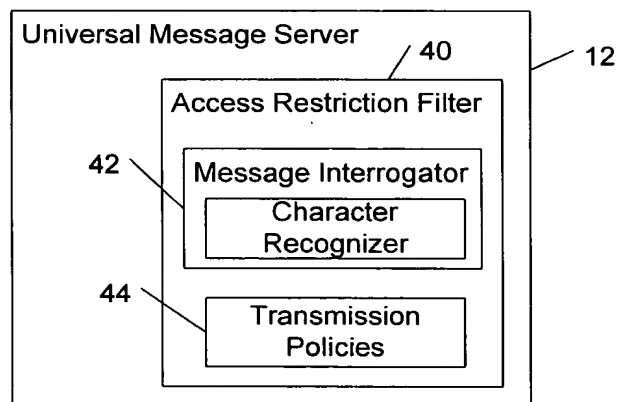 Universal Message Server
12
40
Access Restriction Filter
42
Message Interrogator
Character
Recognizer
44
Transmission
Policies